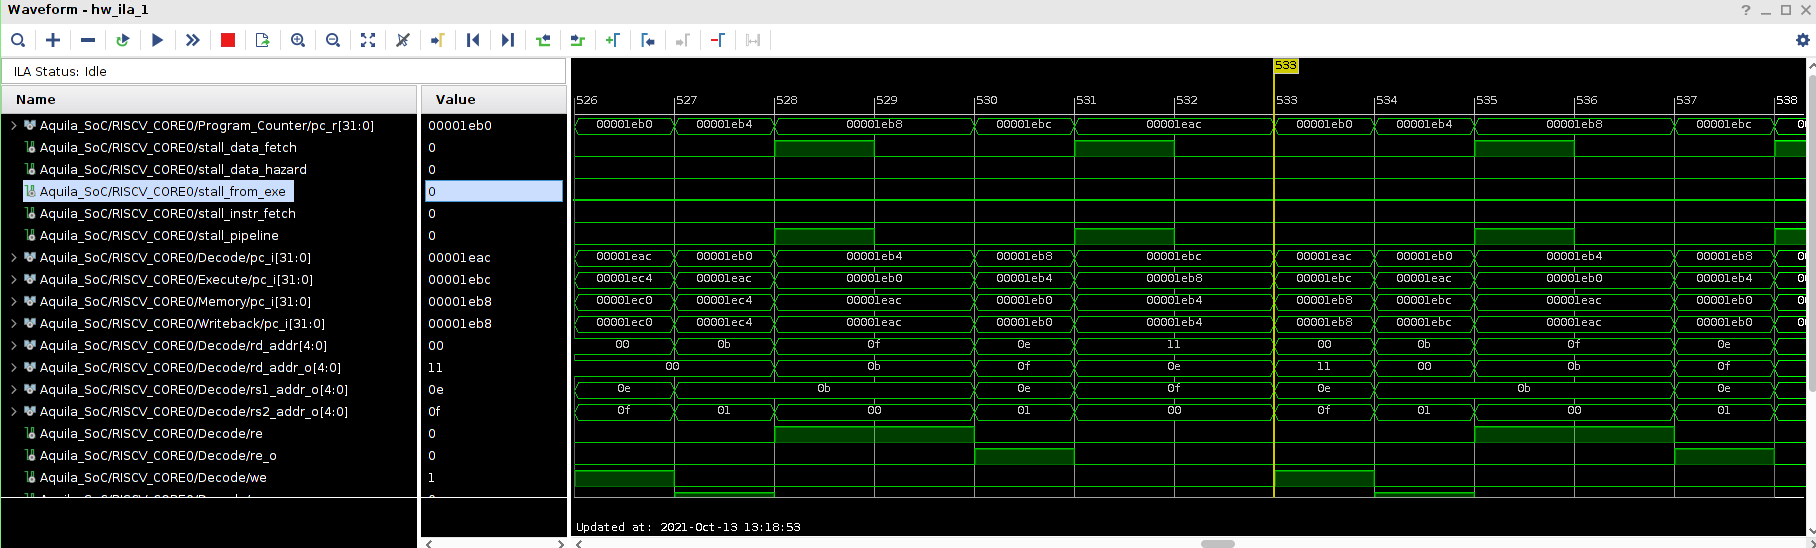 Waveform - hw_ila_1
ILA Status: Idle
Name Value
533
526 527 528 529 530 531 532 533 534 535 536 537 538
Aquila_SoC/RISCV_CORE0/Program_Counter/pc_r[31:0] 00001eb0 00001eb0 00001eb4 00001eb8 00001ebc 00001eac 00001eb0 00001eb4 00001eb8 00001ebc
Aquila_SoC/RISCV_CORE0/stall_data_fetch 0
Aquila_SoC/RISCV_CORE0/stall_data_hazard 0
Aquila_SoC/RISCV_CORE0/stall_from_exe 0
Aquila_SoC/RISCV_CORE0/stall_instr_fetch 0
Aquila_SoC/RISCV_CORE0/stall_pipeline 0
Aquila_SoC/RISCV_CORE0/Decode/pc_i[31:0] 00001eac 00001eac 00001eb0 00001eb4 00001eb8 00001ebc 00001eac 00001eb0 00001eb4 00001eb8
Aquila_SoC/RISCV_CORE0/Execute/pc_i[31:0] 00001ebc 00001ec4 00001eac 00001eb0 00001eb4 00001eb8 00001ebc 00001eac 00001eb0 00001eb4
Aquila_SoC/RISCV_CORE0/Memory/pc_i[31:0] 00001eb8 00001ec0 00001ec4 00001eac 00001eb0 00001eb4 00001eb8 00001ebc 00001eac 00001eb0
Aquila_SoC/RISCV_CORE0/Writeback/pc_i[31:0] 00001eb8 00001ec0 00001ec4 00001eac 00001eb0 00001eb4 00001eb8 00001ebc 00001eac 00001eb0
Aquila_SoC/RISCV_CORE0/Decode/rd_addr[4:0] 00 00 0b 0f 0e 11 00 0b 0f 0e
Aquila_SoC/RISCV_CORE0/Decode/rd_addr_o[4:0] 11 00 0b 0f 0e 11 00 0b 0f
Aquila_SoC/RISCV_CORE0/Decode/rs1_addr_o[4:0] 0e 0e 0b 0e 0f 0e 0b 0e
Aquila_SoC/RISCV_CORE0/Decode/rs2_addr_o[4:0] 0f 0f 01 00 01 00 0f 01 00 01
Aquila_SoC/RISCV_CORE0/Decode/re 0
Aquila_SoC/RISCV_CORE0/Decode/re_o 0
Aquila_SoC/RISCV_CORE0/Decode/we 1
Updated at: 2021-Oct-13 13:18:53